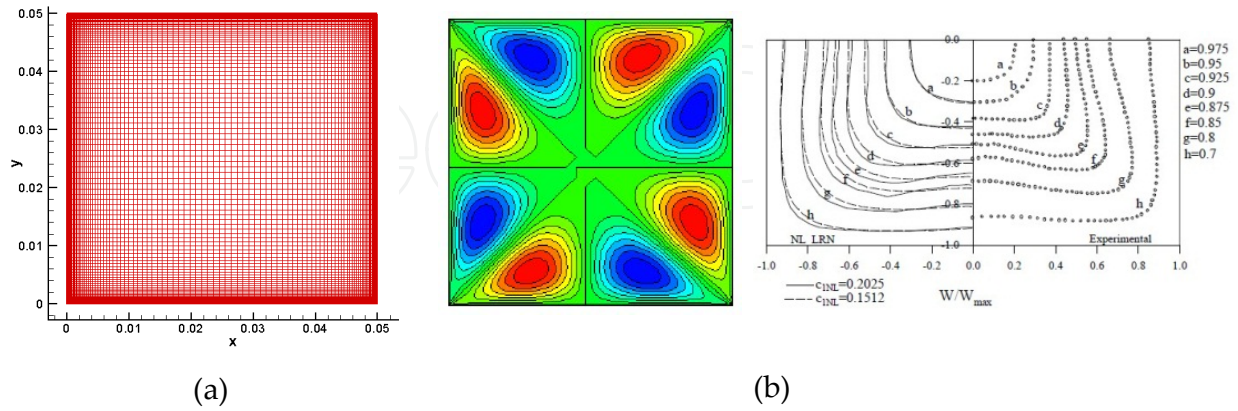 0.05
0.04
0.03
0.02
0.01
0
y
0 0.01 0.02 0.03 0.04 0.05
x
(a)
0.0
-0.2
-0.4
-0.6
-0.8
-1.0
a
b
c
d
e
f
g
h
NL LRN
a
b
c
d
e
f
g
h
Experimental
-1.0 -0.8 -0.6 -0.4 -0.2 0.0 0.2 0.4 0.6 0.8 1.0
a=0.975
b=0.95
c=0.925
d=0.9
e=0.875
f=0.85
g=0.8
h=0.7
c1NL=0.2025
c1NL=0.1512
W/Wmax
(b)